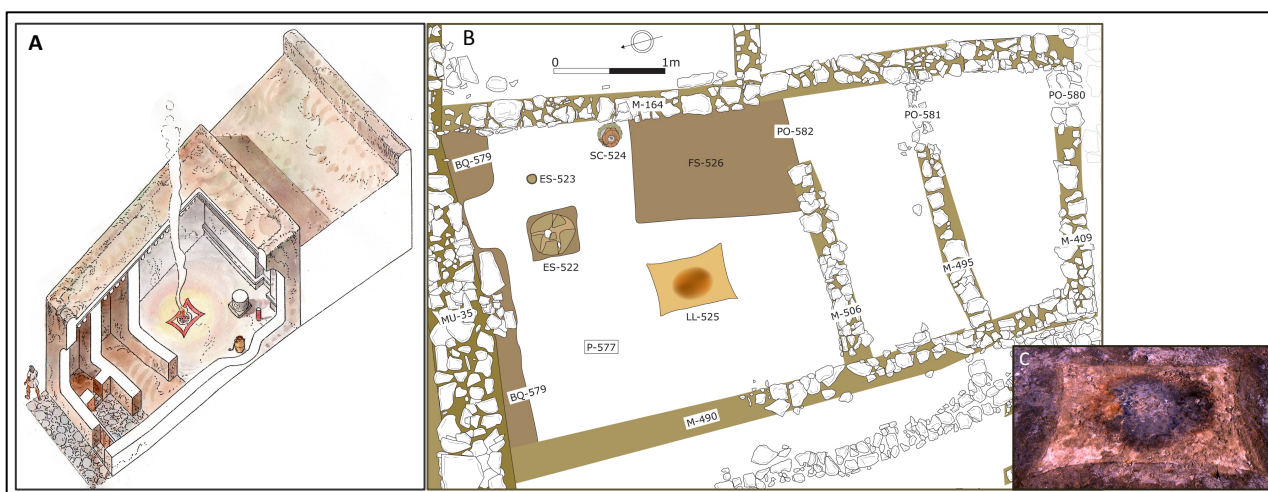 A
B
0 1m
M-164
PO-580
PO-581
PO-582
BQ-579
SC-524
FS-526
ES-523
ES-522
M-409
M-495
LL-525
M-506
MU-35
P-577
BQ-579
M-490
C